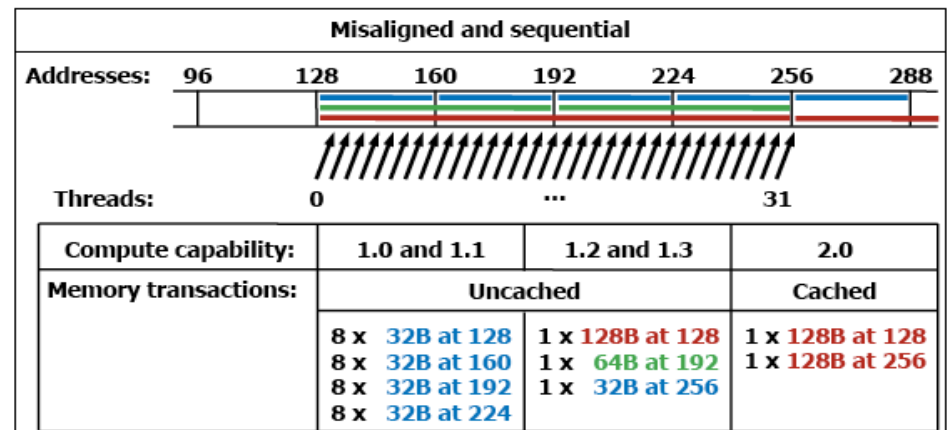 Misaligned and sequential
Addresses: 96 128 160 192 224 256 288
Threads: 0 ... 31
Compute capability: 1.0 and 1.1 1.2 and 1.3 2.0
Memory transactions: Uncached Cached
8 x 32B at 128 1 x 128B at 128 1 x 128B at 128
8 x 32B at 160 1 x 64B at 192 1 x 128B at 256
8 x 32B at 192 1 x 32B at 256
8 x 32B at 224